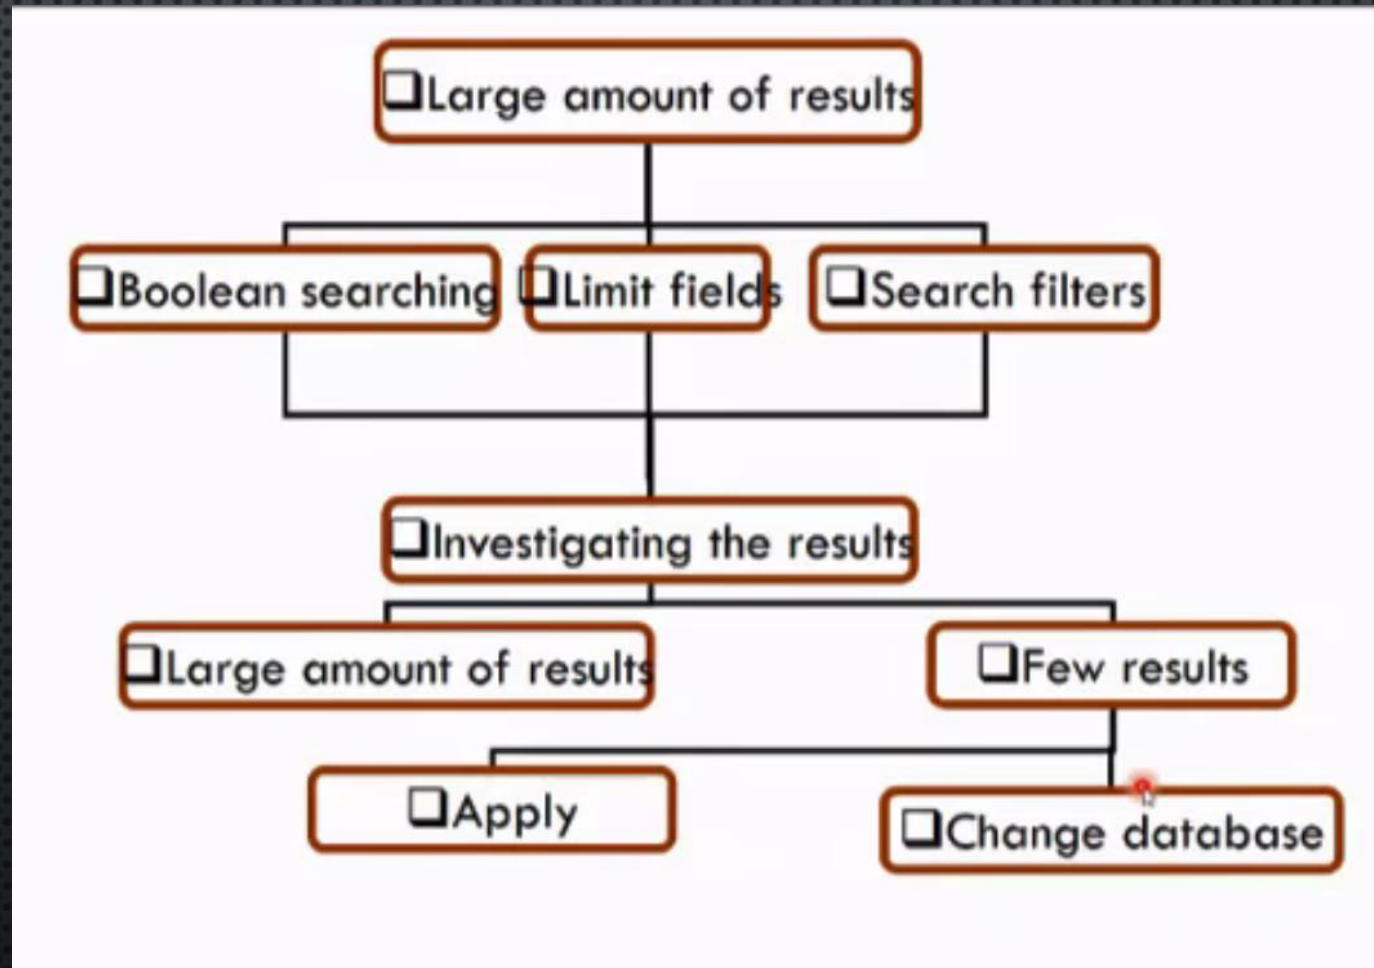 ❑Large amount of results
❑Boolean searching
❑Limit fields
❑Search filters
❑Investigating the results
❑Large amount of results
❑Few results
❑Apply
❑Change database